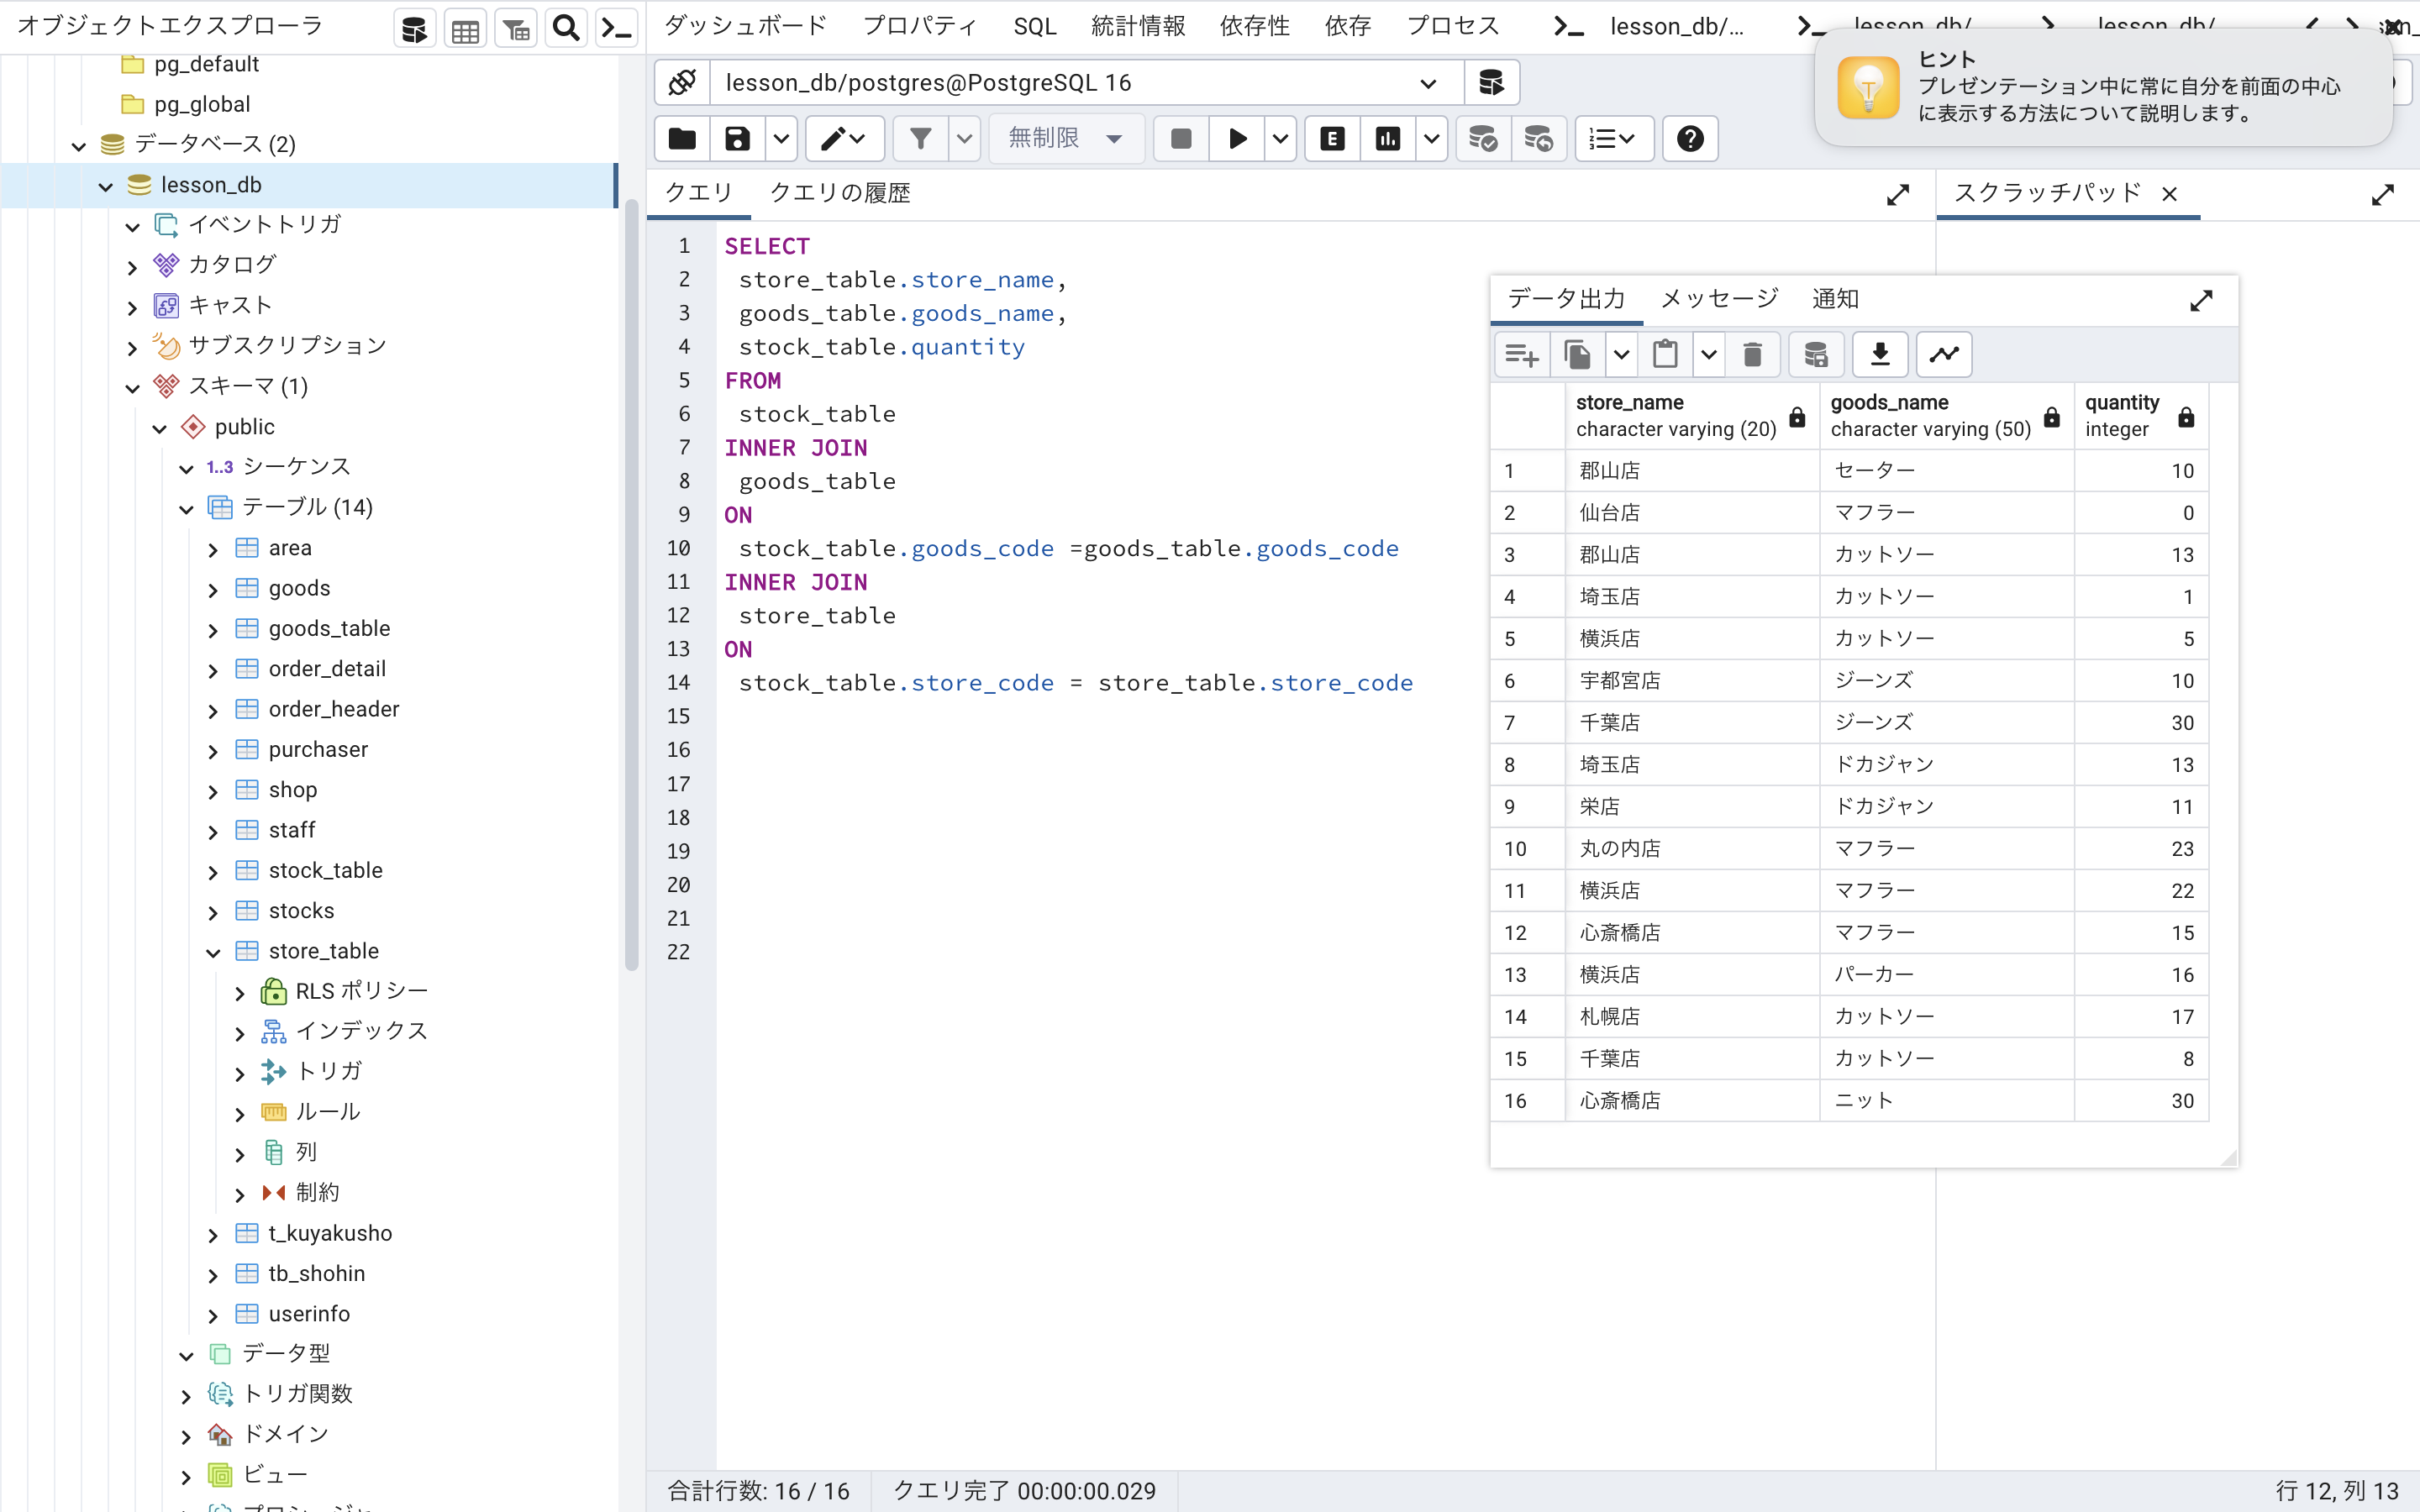 オブジェクトエクスプローラ
pg_default
pg_global
データベース (2)
lesson_db
イベントトリガ
カタログ
キャスト
サブスクリプション
スキーマ (1)
public
1..3 シーケンス
テーブル (14)
area
goods
goods_table
order_detail
order_header
purchaser
shop
staff
stock_table
stocks
store_table
RLS ポリシー
インデックス
トリガ
ルール
列
制約
t_kuyakusho
tb_shohin
userinfo
データ型
トリガ関数
ドメイン
ビュー
ダッシュボード プロパティ SQL 統計情報 依存性 依存 プロセス lesson_db/... lesson_db/ lesson_db/
ヒント
プレゼンテーション中に常に自分を前面の中心
に表示する方法について説明します。
lesson_db/postgres@PostgreSQL 16
無制限
E
クエリ クエリの履歴
スクラッチパッド
1 SELECT
2 store_table.store_name,
3 goods_table.goods_name,
4 stock_table.quantity
5 FROM
6 stock_table
7 INNER JOIN
8 goods_table
9 ON
10 stock_table.goods_code =goods_table.goods_code
11 INNER JOIN
12 store_table
13 ON
14 stock_table.store_code = store_table.store_code
15
16
17
18
19
20
21
22
データ出力 メッセージ 通知
store_name goods_name quantity
character varying (20) character varying (50) integer
1 郡山店 セーター 10
2 仙台店 マフラー 0
3 郡山店 カットソー 13
4 埼玉店 カットソー 1
5 横浜店 カットソー 5
6 宇都宮店 ジーンズ 10
7 千葉店 ジーンズ 30
8 埼玉店 ドカジャン 13
9 栄店 ドカジャン 11
10 丸の内店 マフラー 23
11 横浜店 マフラー 22
12 心斎橋店 マフラー 15
13 横浜店 パーカー 16
14 札幌店 カットソー 17
15 千葉店 カットソー 8
16 心斎橋店 ニット 30
合計行数: 16 / 16 クエリ完了 00:00:00.029
行 12, 列 13